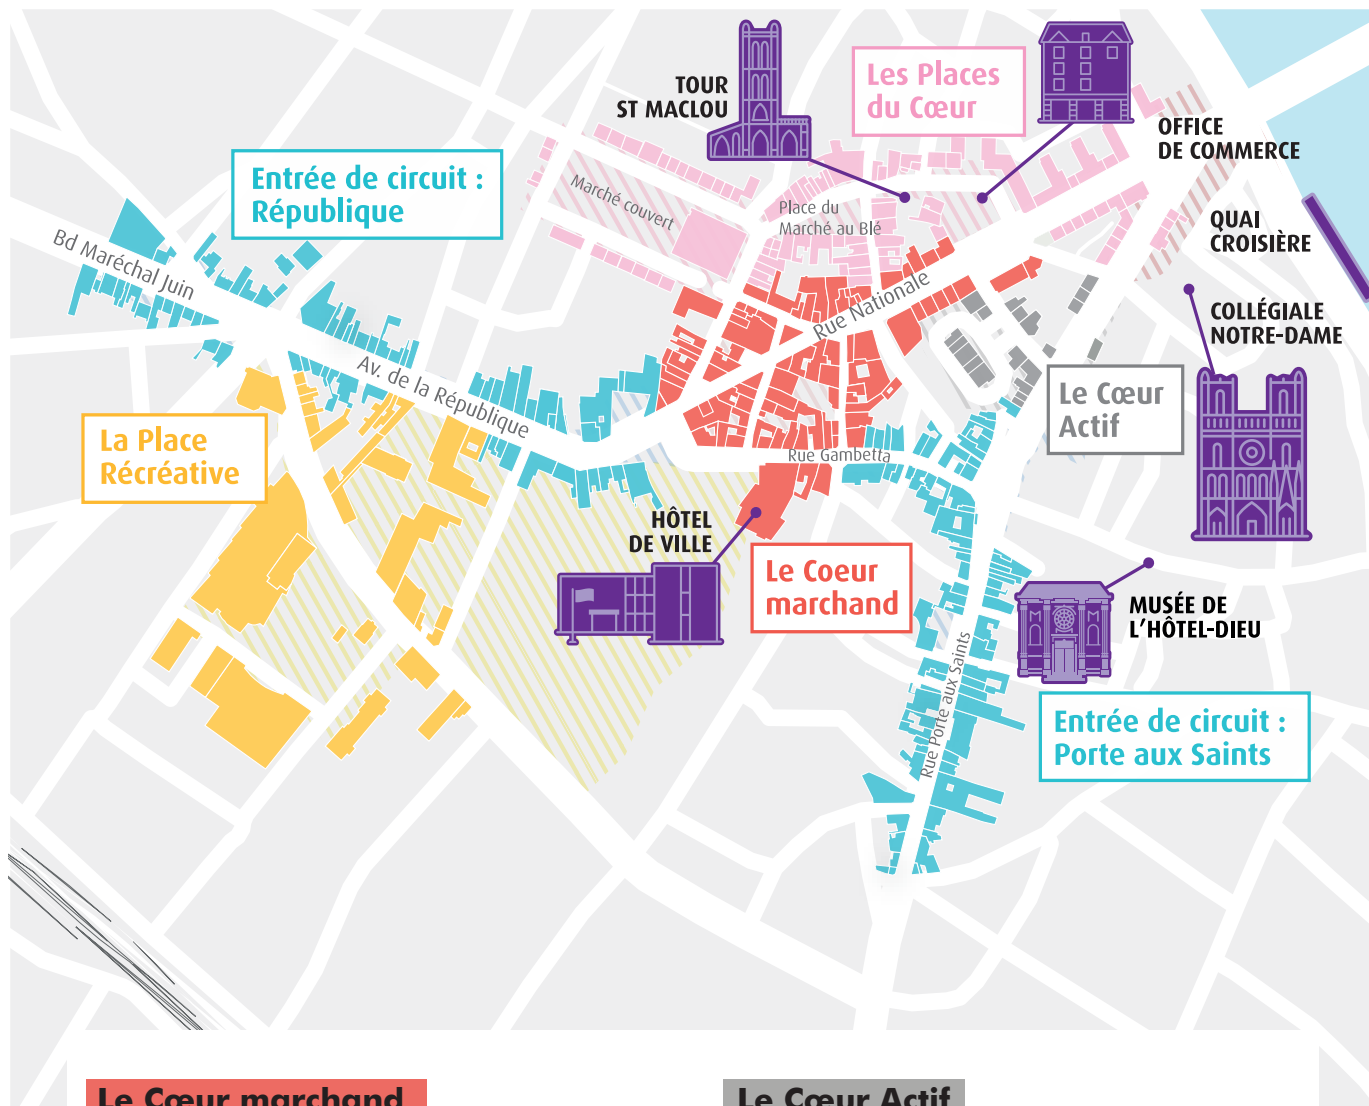 TOUR
ST MACLOU
Les Places
du Cœur
OFFICE
DE COMMERCE
Entrée de circuit :
République
Marché couvert
Place du
Marché au Blé
QUAI
CROISIÈRE
Bd Maréchal Juin
Rue Nationale
COLLÉGIALE
NOTRE-DAME
Av. de la République
Le Cœur
Actif
La Place
Récréative
Rue Gambetta
HÔTEL
DE VILLE
Le Coeur
marchand
MUSÉE DE
L'HÔTEL-DIEU
Rue Porte aux Saints
Entrée de circuit :
Porte aux Saints
Le Cœur marchand
Le Cœur Actif